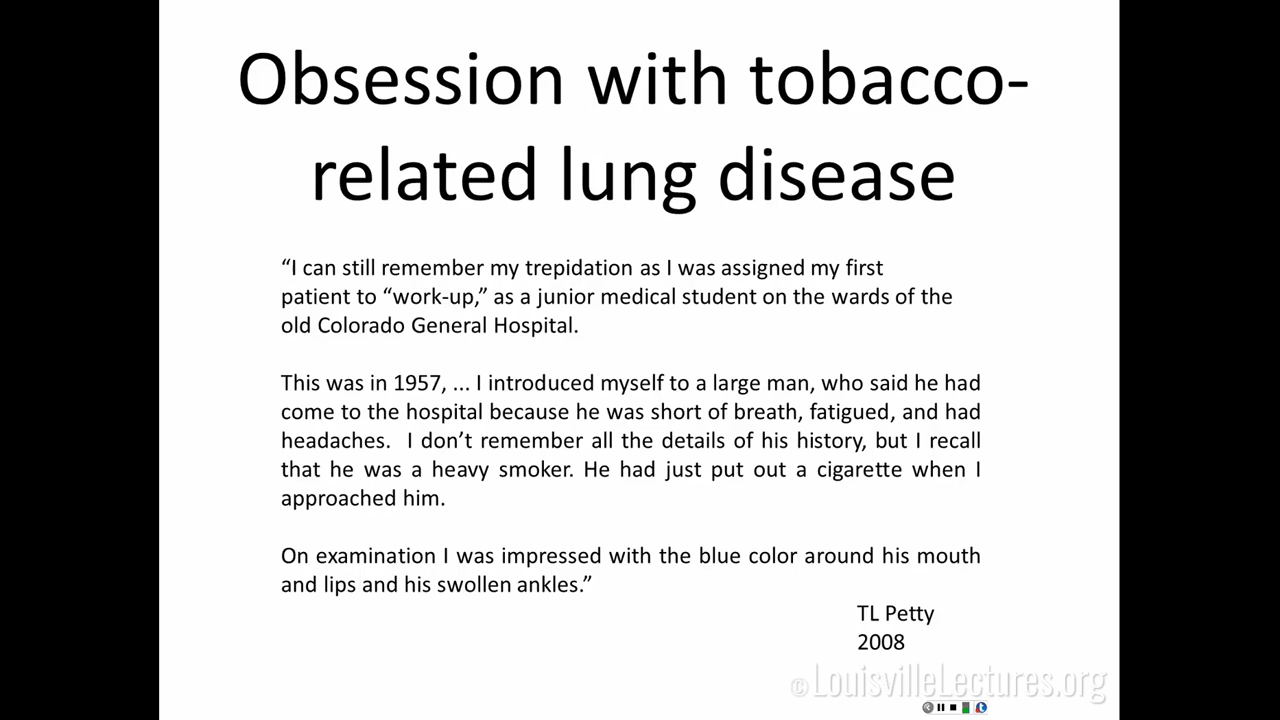 Obsession with tobacco-
related lung disease
“I can still remember my trepidation as I was assigned my first
patient to “work-up,” as a junior medical student on the wards of the
old Colorado General Hospital.
This was in 1957, ... I introduced myself to a large man, who said he had
come to the hospital because he was short of breath, fatigued, and had
headaches. I don’t remember all the details of his history, but I recall
that he was a heavy smoker. He had just put out a cigarette when I
approached him.
On examination I was impressed with the blue color around his mouth
and lips and his swollen ankles.”
TL Petty
2008
©LouisvilleLectures.org